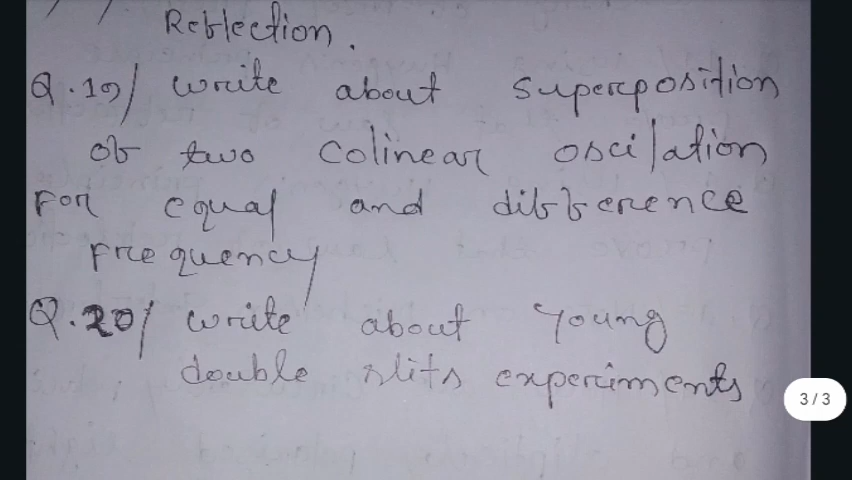 Reflection.
Q.19/ write about superposition
of two colinear oscilation
For equal and difference
Frequency
Q.20/ write about Young
double slits experiments
3/3